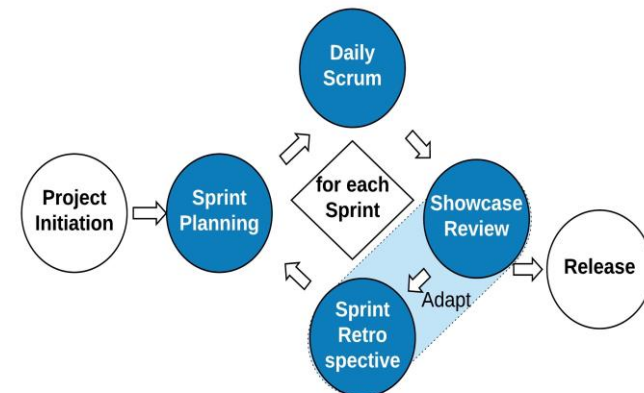 Daily
Scrum
Project
Initiation
Sprint
Planning
for each
Sprint
Showcase
Review
Release
Adapt
Sprint
Retro
spective